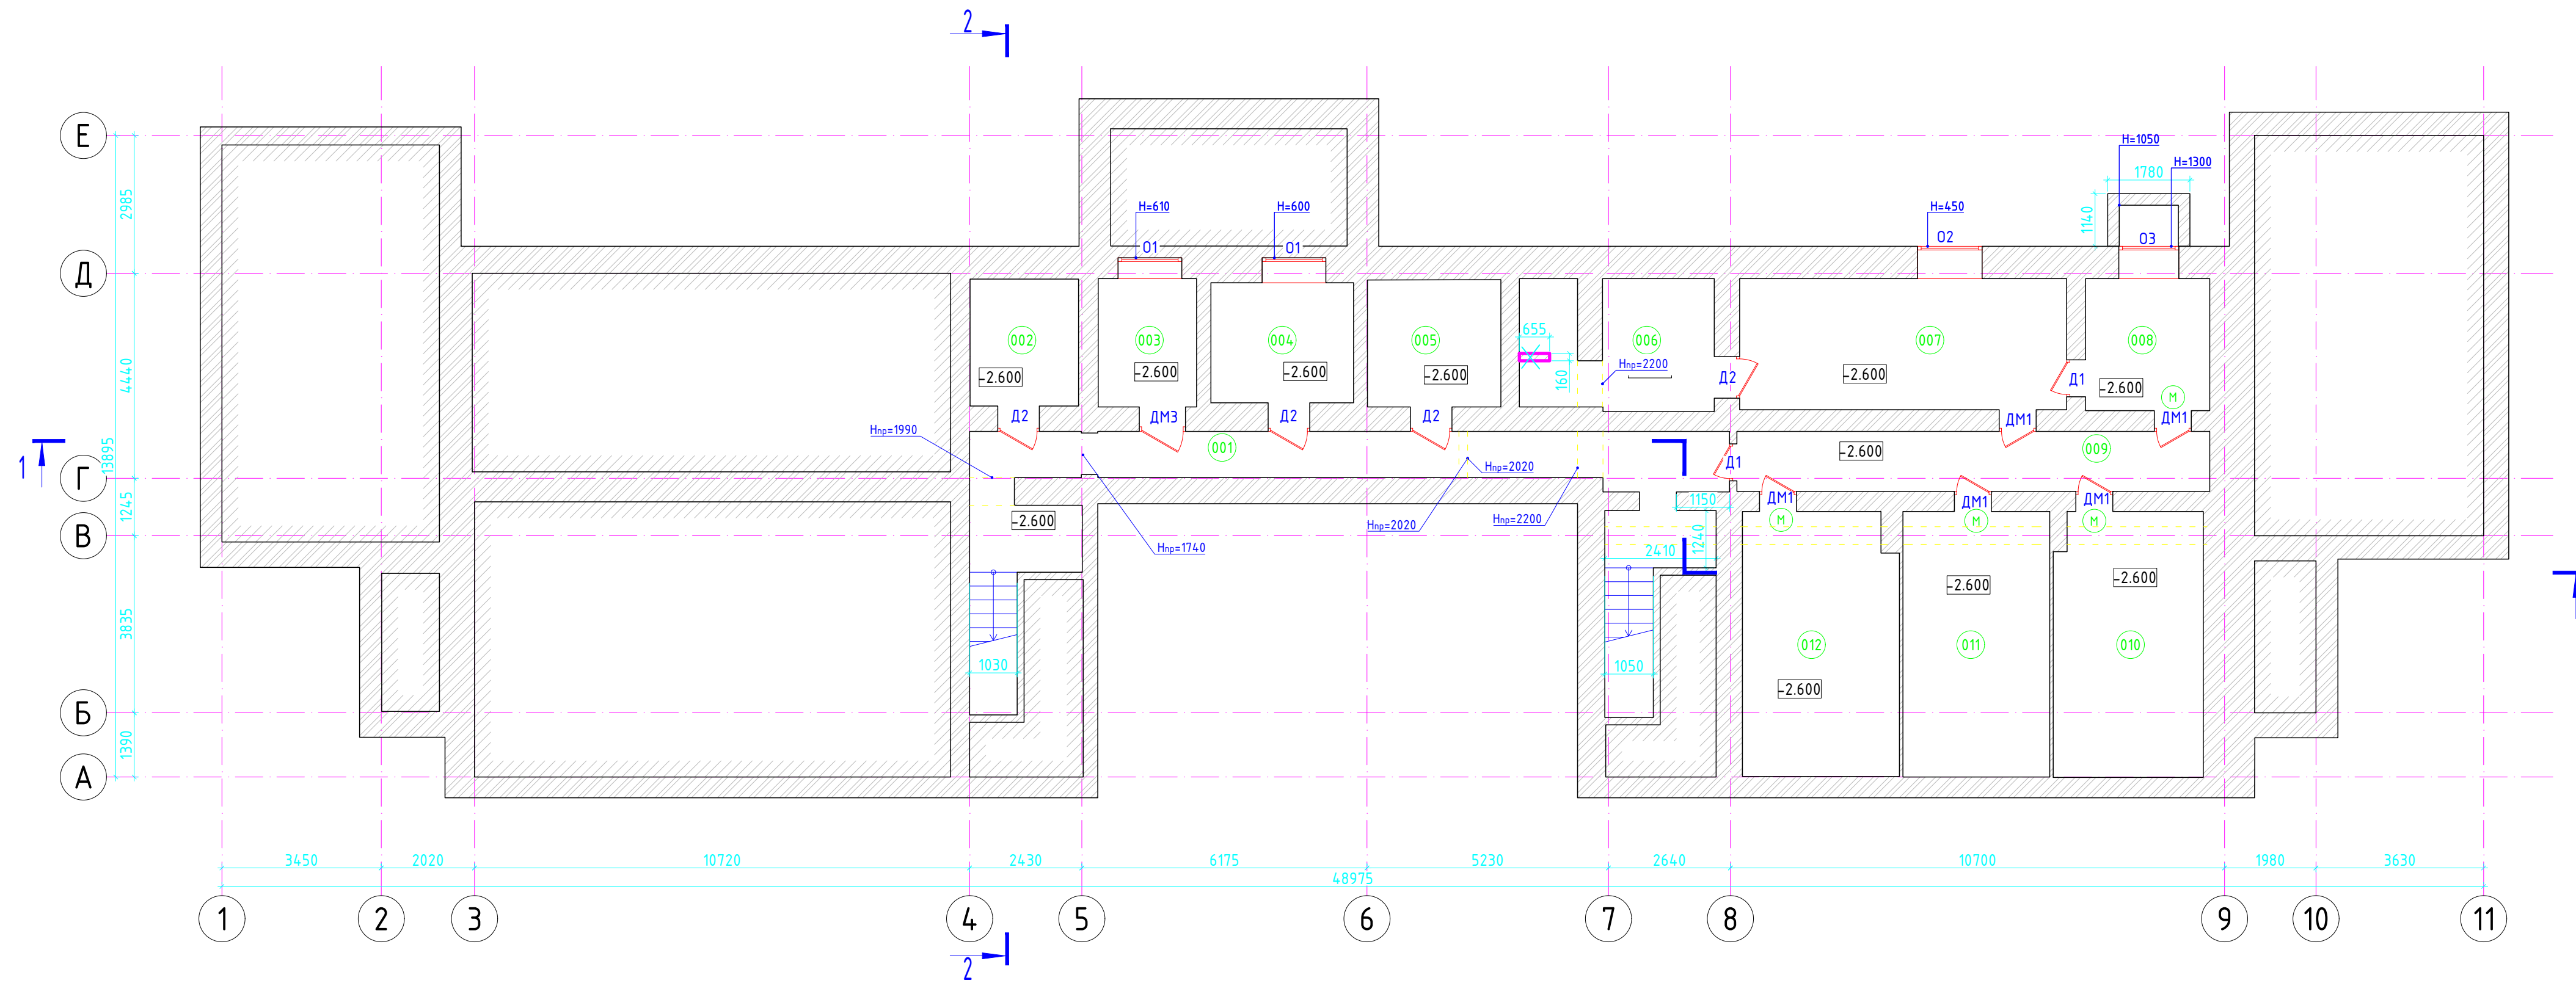 2
Е
Н=1050
Н=1300
1780
2985
Н=610
Н=600
Н=450
1140
О1
О1
О2
О3
Д
002
003
004
005
655
006
007
008
Нпр=2200
-2.600
-2.600
-2.600
-2.600
160
Д2
-2.600
Д1
-2.600
4440
М
Д2
ДМ3
Д2
Д2
ДМ1
ДМ1
Нпр=1990
001
-2.600
009
13895
1
Д1
Нпр=2020
Г
1150
ДМ1
ДМ1
ДМ1
1245
-2.600
Нпр=2020
Нпр=2200
М
М
М
В
1240
Нпр=1740
2410
-2.600
-2.600
3835
012
011
010
1030
1050
-2.600
Б
1390
А
3450
2020
10720
2430
6175
5230
2640
10700
1980
3630
48975
1
2
3
4
5
6
7
8
9
10
11
2